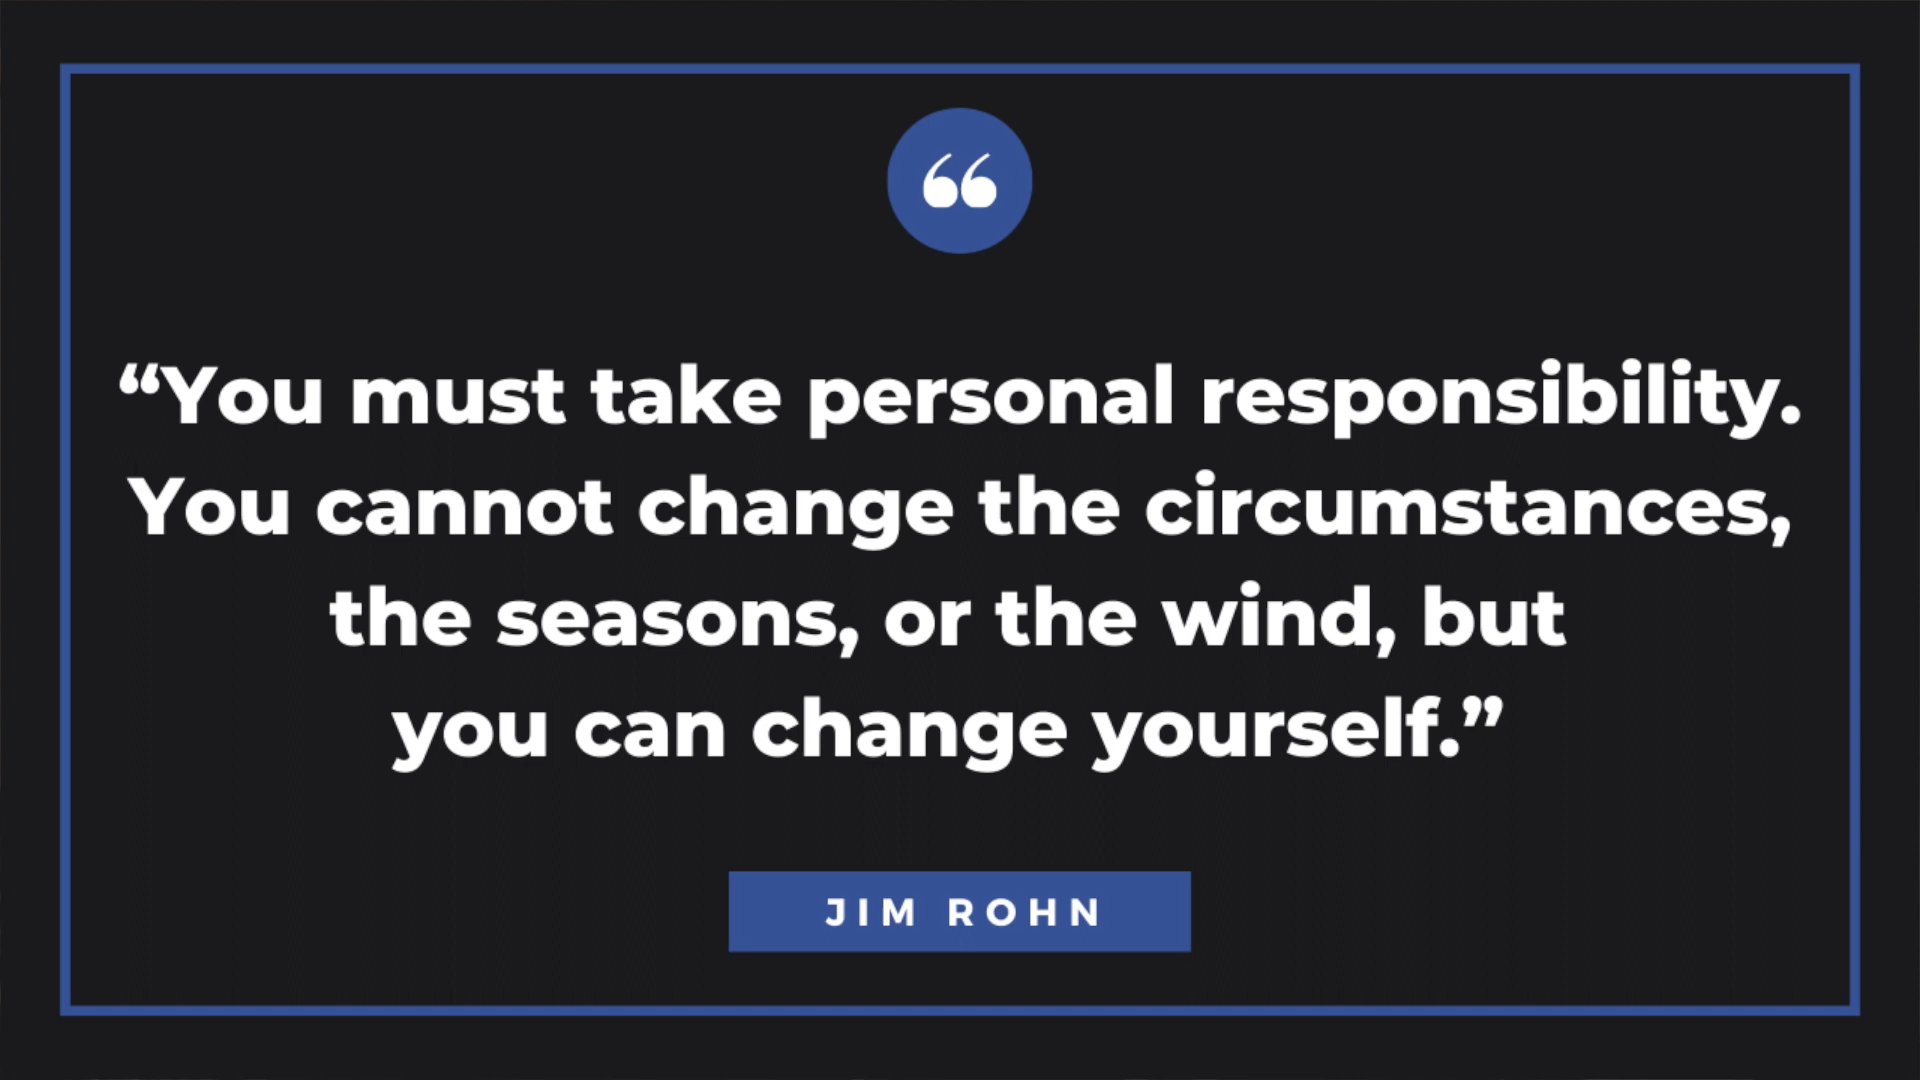 ❝
“You must take personal responsibility.
You cannot change the circumstances,
the seasons, or the wind, but
you can change yourself.”
JIM ROHN